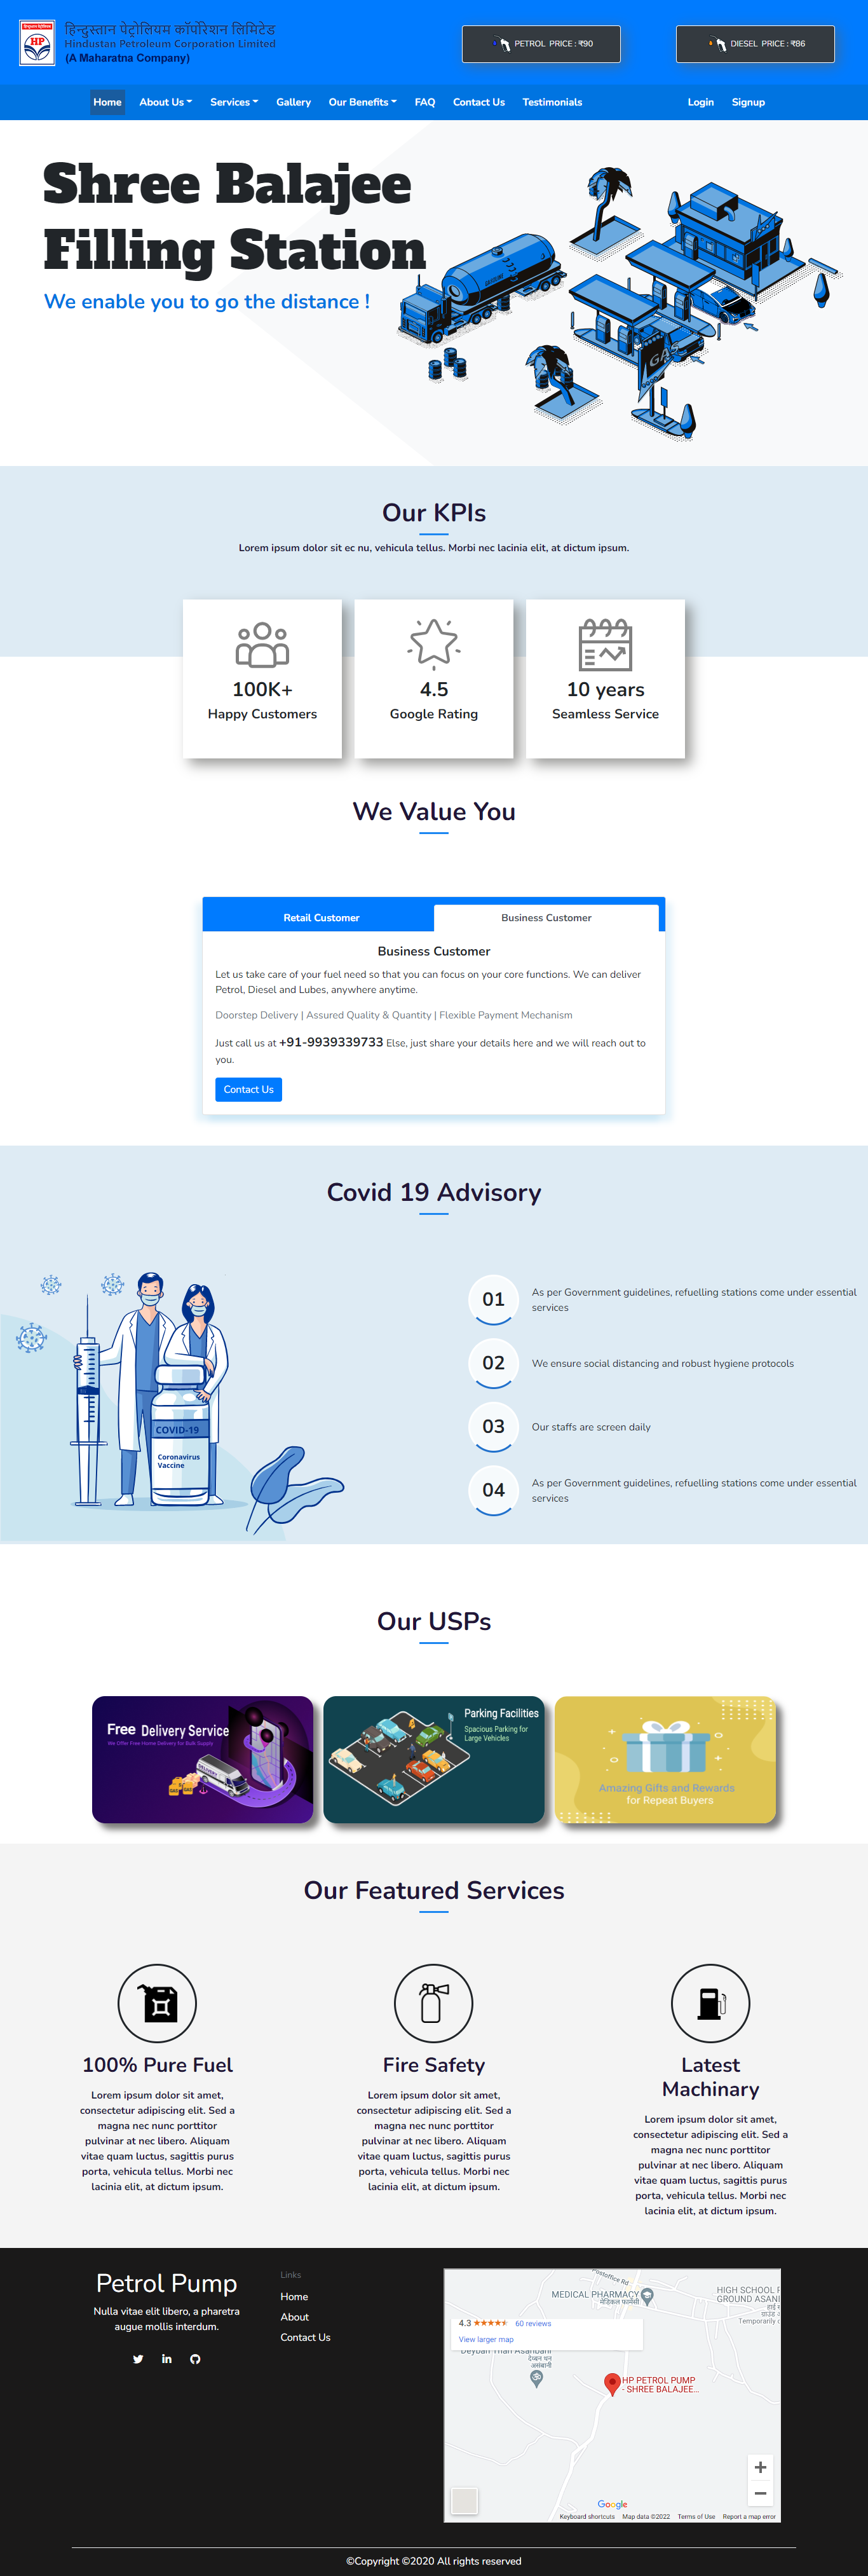 हिन्दुस्तान पेट्रोलियम कॉर्पोरेशन लिमिटेड
Hindustan Petroleum Corporation Limited
(A Maharatna Company)
HP
PETROL PRICE : ₹90
DIESEL PRICE : ₹86
Home
About Us
Services
Gallery
Our Benefits
FAQ
Contact Us
Testimonials
Login
Signup
Shree Balajee
Filling Station
We enable you to go the distance !
GAS
Our KPIs
Lorem ipsum dolor sit ec nu, vehicula tellus. Morbi nec lacinia elit, at dictum ipsum.
100K+
Happy Customers
4.5
Google Rating
10 years
Seamless Service
We Value You
Retail Customer
Business Customer
Business Customer
Let us take care of your fuel need so that you can focus on your core functions. We can deliver
Petrol, Diesel and Lubes, anywhere anytime.
Doorstep Delivery | Assured Quality & Quantity | Flexible Payment Mechanism
Just call us at +91-9939339733 Else, just share your details here and we will reach out to
you.
Contact Us
Covid 19 Advisory
COVID-19
Coronavirus
Vaccine
01
As per Government guidelines, refuelling stations come under essential
services
02
We ensure social distancing and robust hygiene protocols
03
Our staffs are screen daily
04
As per Government guidelines, refuelling stations come under essential
services
Our USPs
Free Delivery Service
We Offer Free Home Delivery for Bulk Supply
DELIVERY
Parking Facilities
Spacious Parking for
Large Vehicles
Amazing Gifts and Rewards
for Repeat Buyers
Our Featured Services
100% Pure Fuel
Lorem ipsum dolor sit amet,
consectetur adipiscing elit. Sed a
magna nec nunc porttitor
pulvinar at nec libero. Aliquam
vitae quam luctus, sagittis purus
porta, vehicula tellus. Morbi nec
lacinia elit, at dictum ipsum.
Fire Safety
Lorem ipsum dolor sit amet,
consectetur adipiscing elit. Sed a
magna nec nunc porttitor
pulvinar at nec libero. Aliquam
vitae quam luctus, sagittis purus
porta, vehicula tellus. Morbi nec
lacinia elit, at dictum ipsum.
Latest
Machinary
Lorem ipsum dolor sit amet,
consectetur adipiscing elit. Sed a
magna nec nunc porttitor
pulvinar at nec libero. Aliquam
vitae quam luctus, sagittis purus
porta, vehicula tellus. Morbi nec
lacinia elit, at dictum ipsum.
Petrol Pump
Nulla vitae elit libero, a pharetra
augue mollis interdum.
Links
Home
About
Contact Us
Postoffice Rd
MEDICAL PHARMACY
मेडिकल फार्मेसी
HIGH SCHOOL
GROUND ASANI
Temporarily
4.3
60 reviews
View larger map
Deyban Than Asanbani
देव्बन थन
असंबानी
HP PETROL PUMP
- SHREE BALAJEE...
Google
Keyboard shortcuts
Map data ©2022
Terms of Use
Report a map error
©Copyright ©2020 All rights reserved